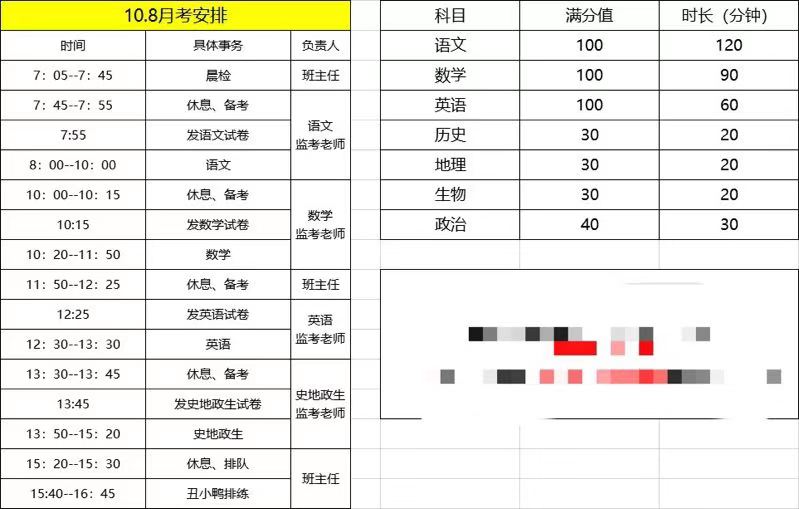 10.8月考安排
时间 具体事务 负责人
7：05--7：45 晨检 班主任
7：45--7：55 休息、备考
语文
监考老师
7:55 发语文试卷
8：00--10：00 语文
10：00--10：15 休息、备考
数学
监考老师
10:15 发数学试卷
10：20--11：50 数学
11：50--12：25 休息、备考 班主任
12:25 发英语试卷
英语
监考老师
12：30--13：30 英语
13：30--13：45 休息、备考
史地政生
监考老师
13:45 发史地政生试卷
13：50--15：20 史地政生
15：20--15：30 休息、排队
班主任
15:40--16：45 丑小鸭排练
科目 满分值 时长（分钟）
语文 100 120
数学 100 90
英语 100 60
历史 30 20
地理 30 20
生物 30 20
政治 40 30